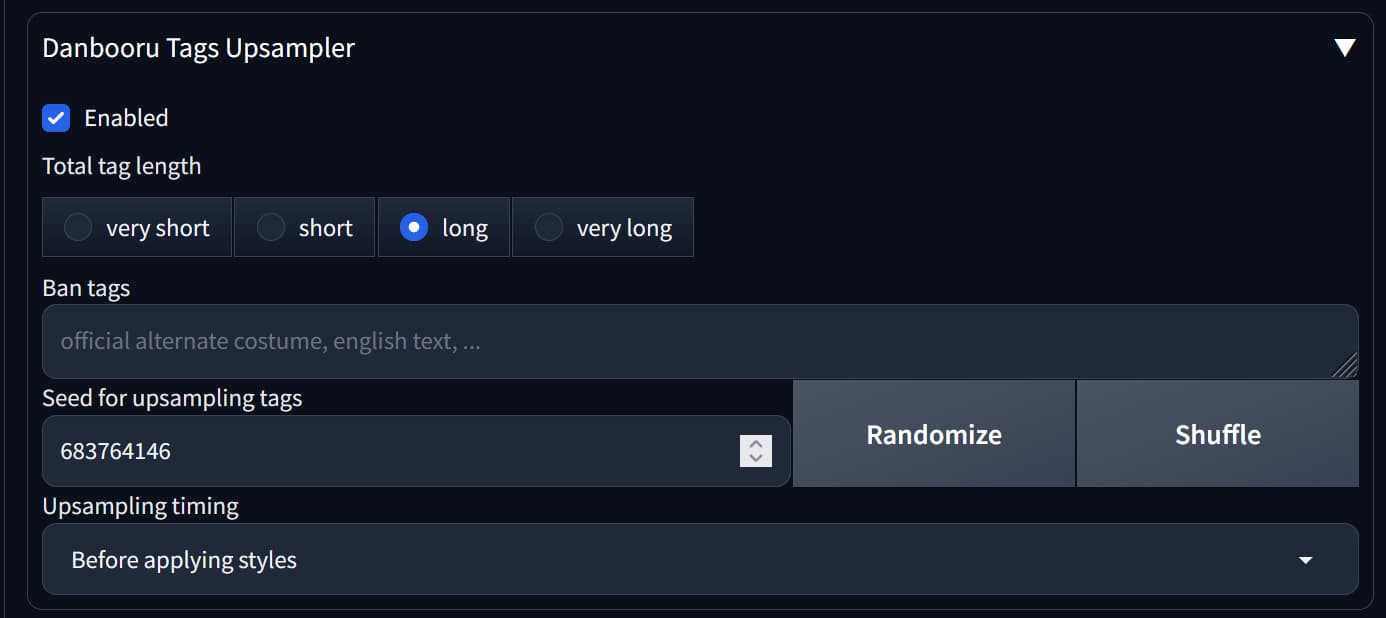 Danbooru Tags Upsampler
Enabled
Total tag length
very short short long very long
Ban tags
official alternate costume, english text, ...
Seed for upsampling tags
683764146
Randomize Shuffle
Upsampling timing
Before applying styles